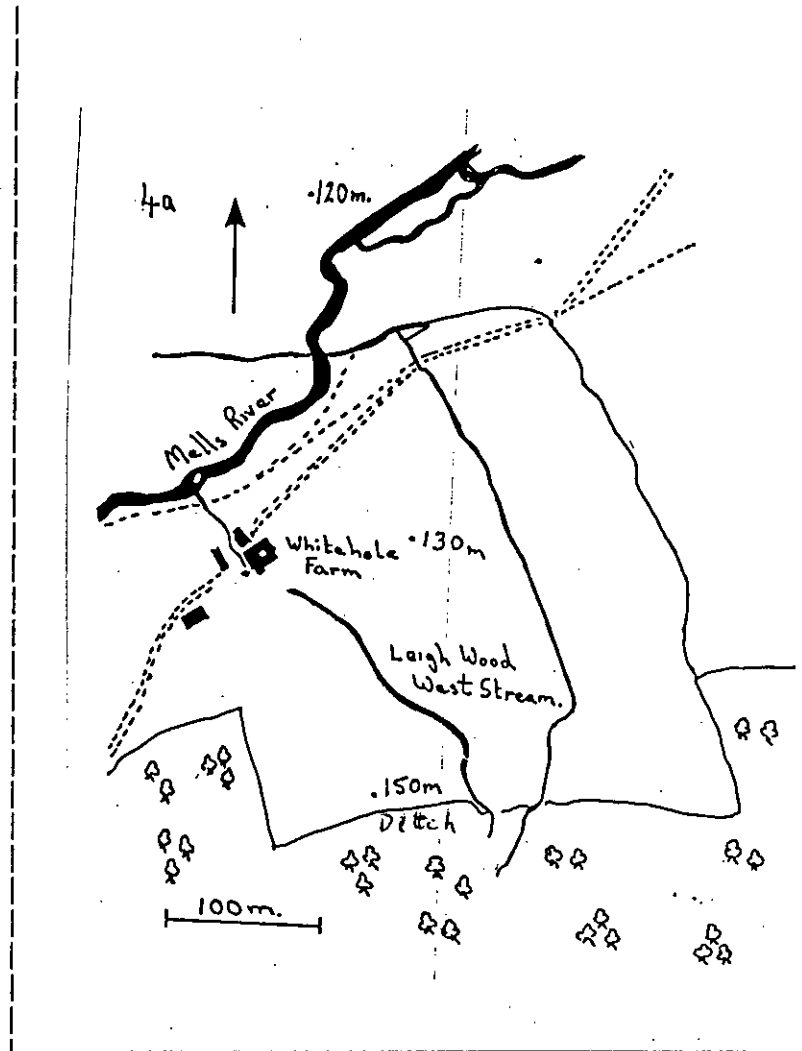 4a
.120m.
Mells River
Whitehole .130m
Farm
Leigh Wood
West Stream.
.150m
Ditch
100m.